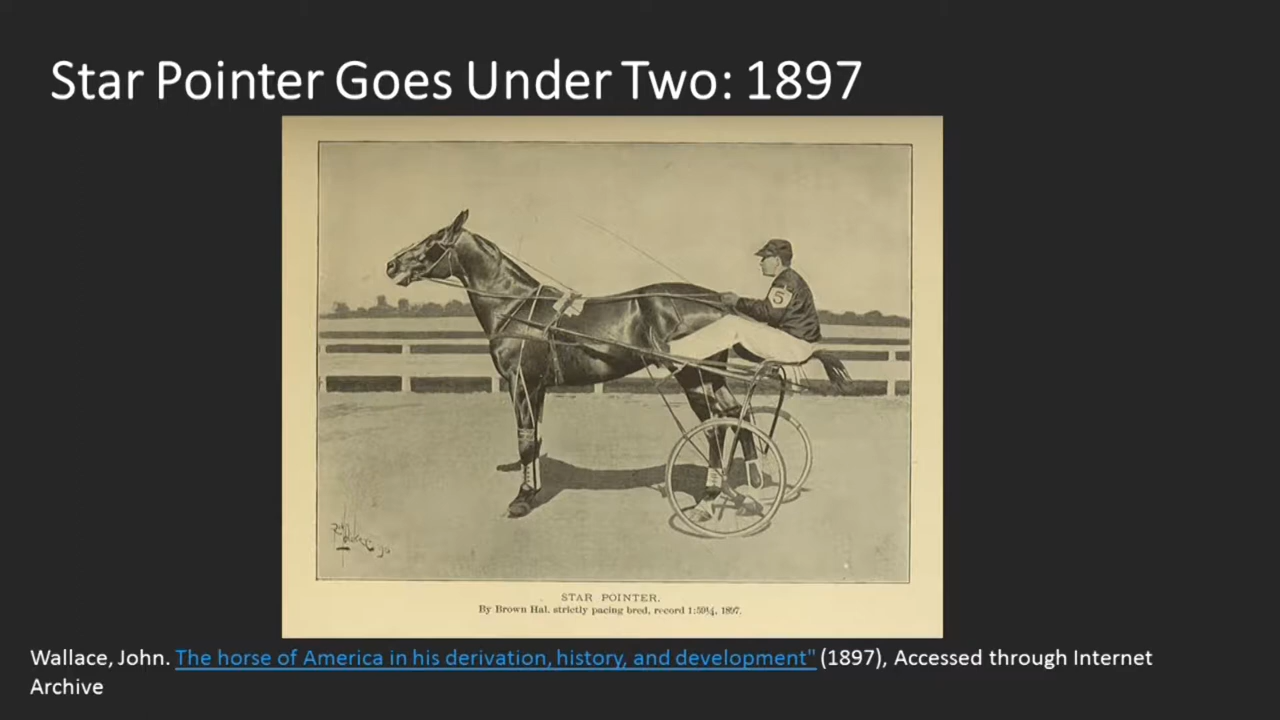 Star Pointer Goes Under Two: 1897
5
STAR POINTER.
By Brown Hal, strictly pacing bred, record 1:59¼, 1897.
Wallace, John. The horse of America in his derivation, history, and development" (1897), Accessed through Internet
Archive